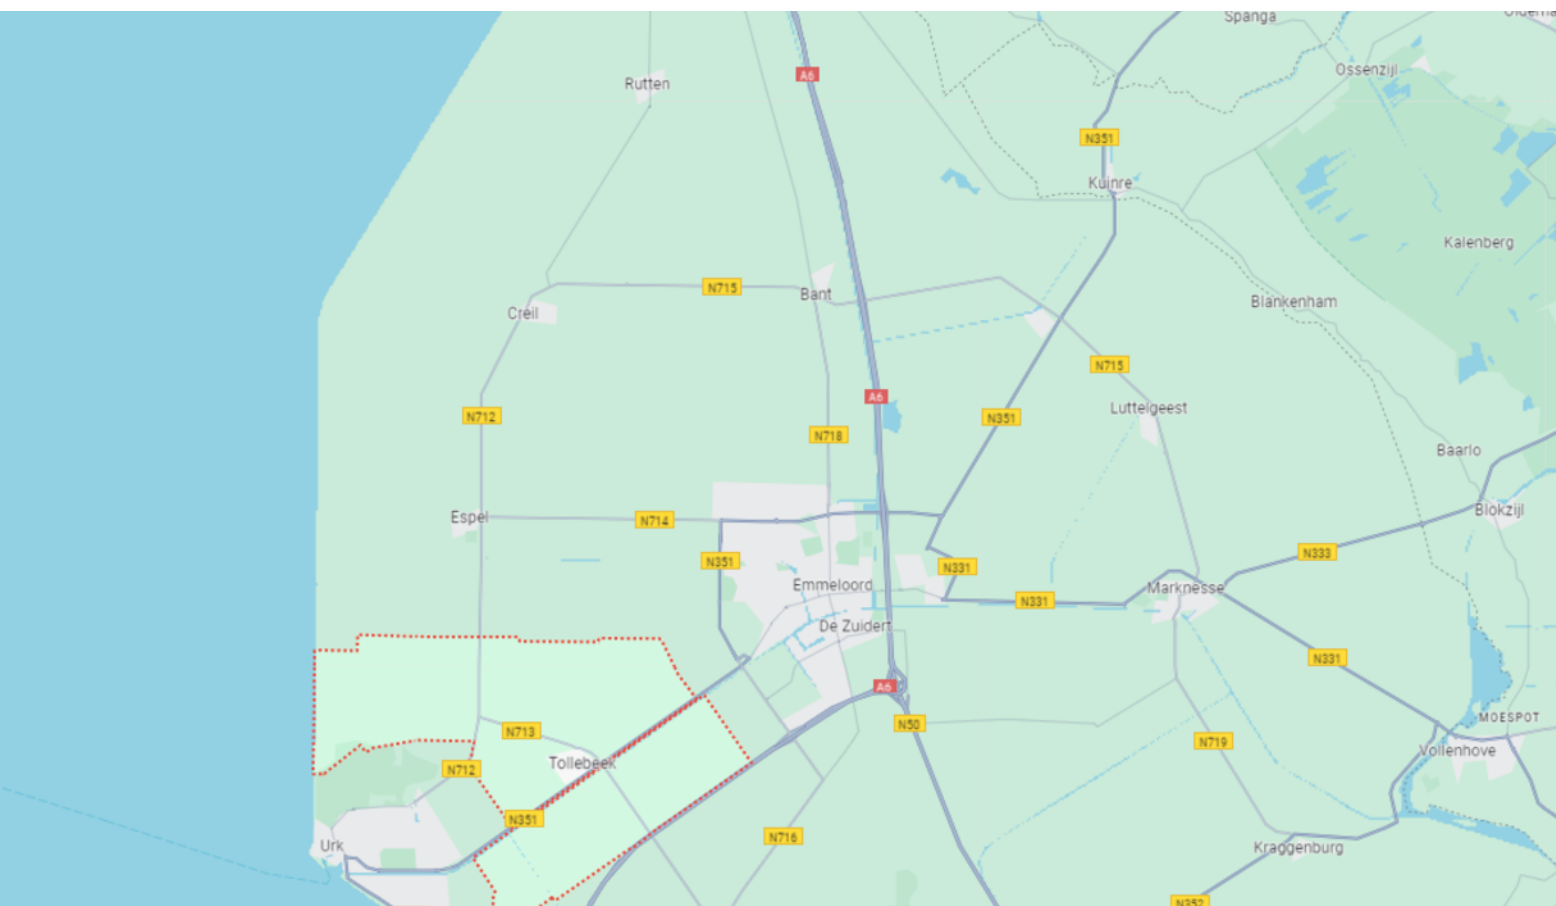 Spanga
Ossenzijl
A6
Rutten
N351
Kuinre
Kalenberg
N715
Bant
Blankenham
Creil
N715
A6
Luttelgeest
N712
N351
N718
Baarlo
Blokzijl
Espel
N714
N333
N351
N331
Emmeloord
Marknesse
N331
De Zuidert
N331
A6
MOESPOT
N50
N713
N719
Vollenhove
Tollebeek
N712
N351
N716
Urk
Kraggenburg
N352